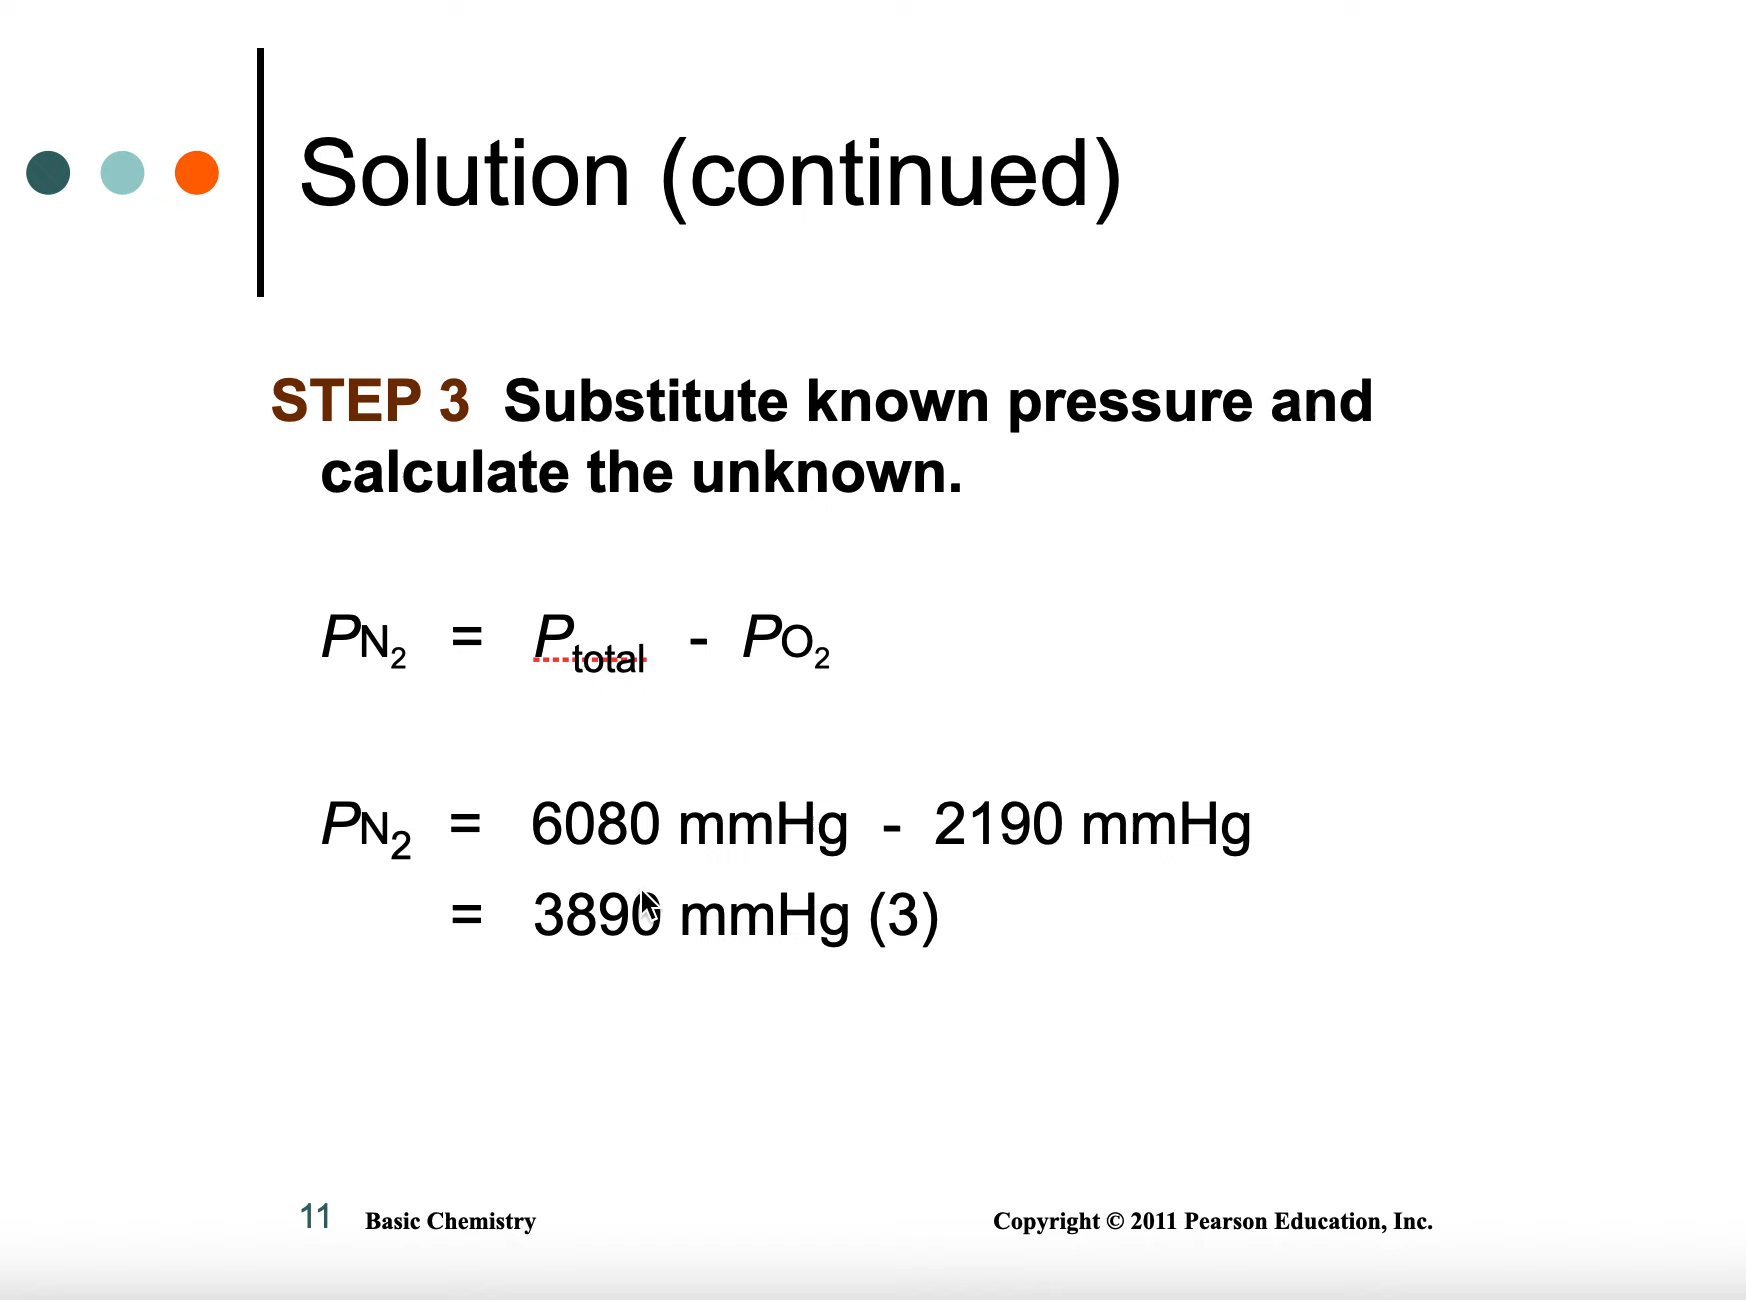 Solution (continued)
STEP 3 Substitute known pressure and
calculate the unknown.
PN₂ = Ptotal - PO₂
PN₂ = 6080 mmHg - 2190 mmHg
= 3890 mmHg (3)
11 Basic Chemistry Copyright © 2011 Pearson Education, Inc.